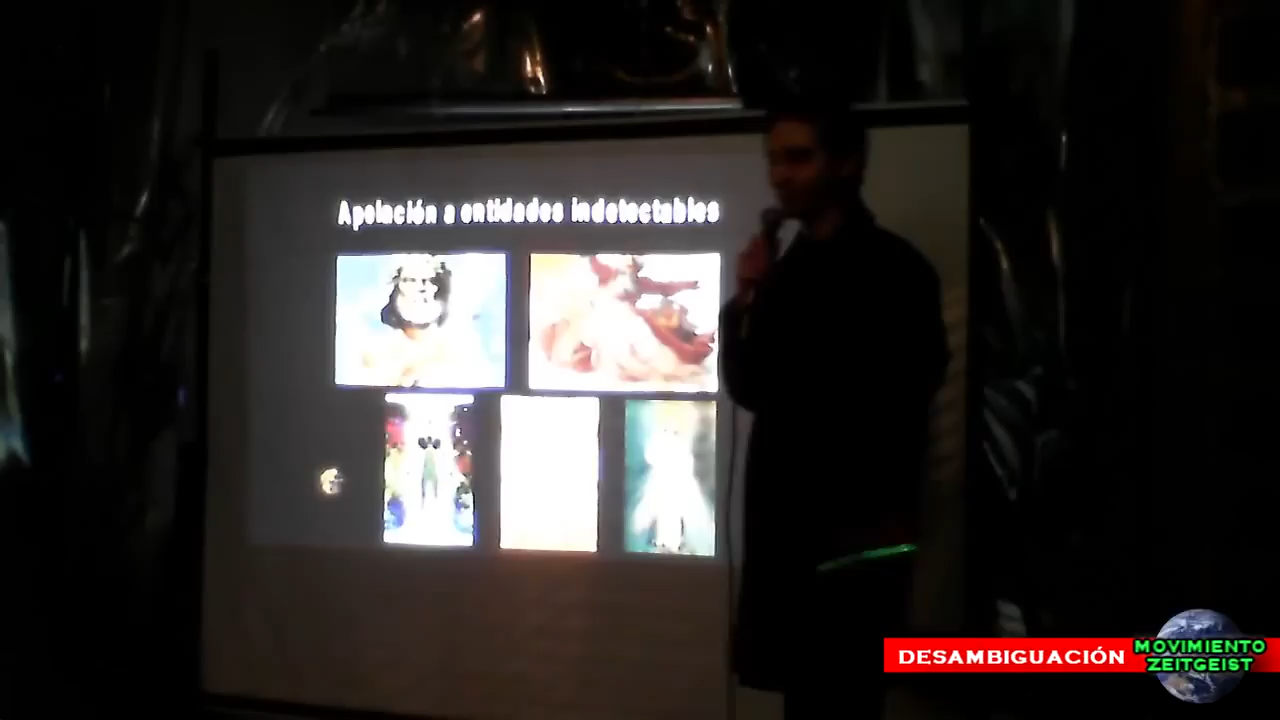 Apelación a entidades indetectables
DESAMBIGUACIÓN
MOVIMIENTO
ZEITGEIST